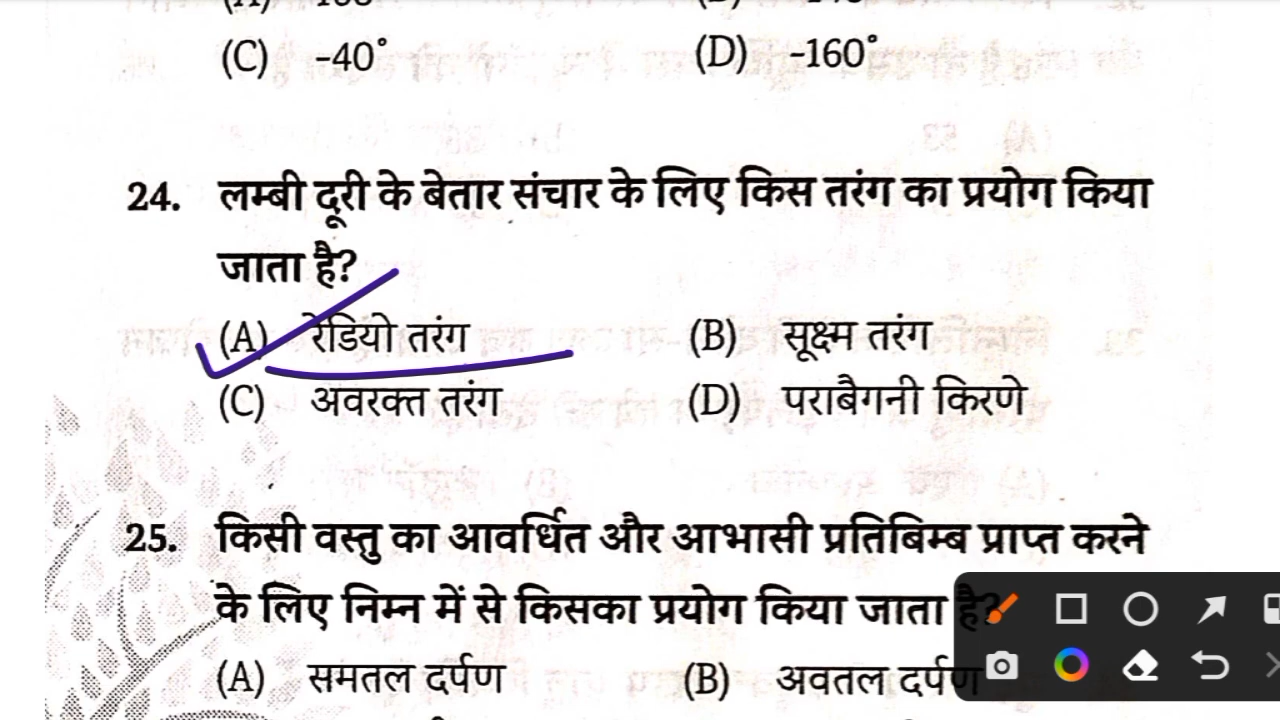 (C) -40° (D) -160°
24. लम्बी दूरी के बेतार संचार के लिए किस तरंग का प्रयोग किया
जाता है?
(A) रेडियो तरंग (B) सूक्ष्म तरंग
(C) अवरक्त तरंग (D) पराबैगनी किरणे
25. किसी वस्तु का आवर्धित और आभासी प्रतिबिम्ब प्राप्त करने
के लिए निम्न में से किसका प्रयोग किया जाता है?
(A) समतल दर्पण (B) अवतल दर्पण